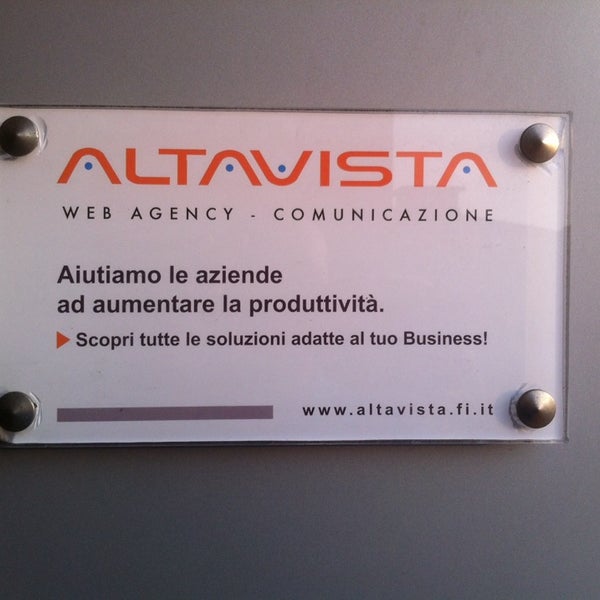 ALTAVISTA
WEB AGENCY - COMUNICAZIONE
Aiutiamo le aziende
ad aumentare la produttività.
Scopri tutte le soluzioni adatte al tuo Business!
www.altavista.fi.it